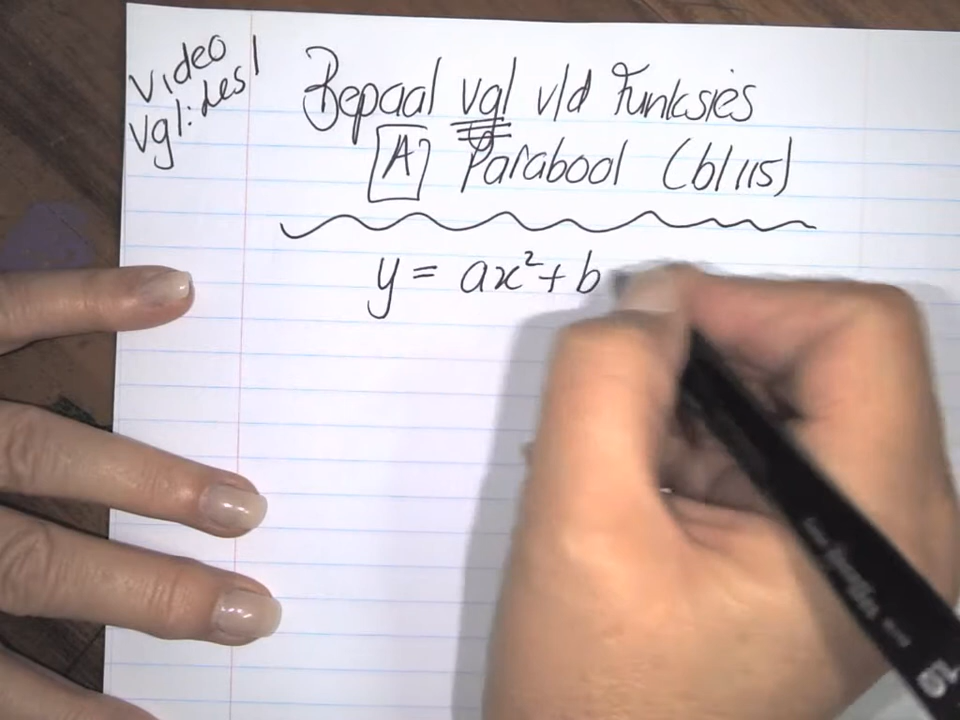 Video 1
vgl: les
Bepaal vgl v/d Funksies
A Parabool (bl 115)
y = ax² + b